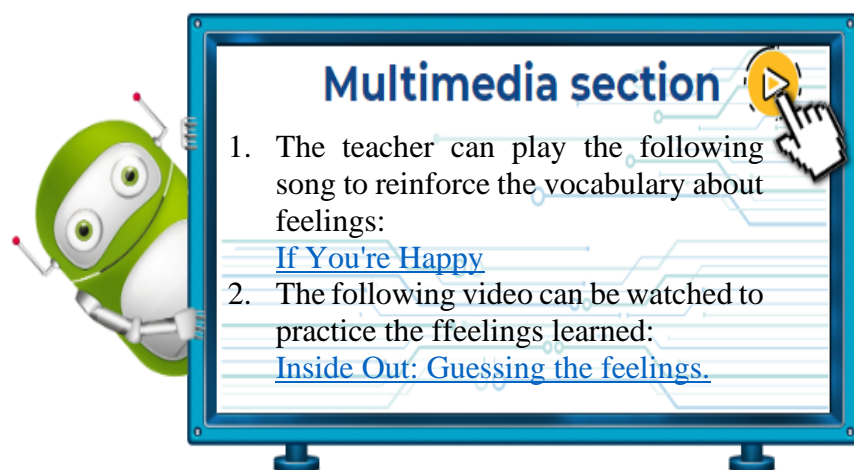 Multimedia section
1. The teacher can play the following
song to reinforce the vocabulary about
feelings:
If You're Happy
2. The following video can be watched to
practice the ffeelings learned:
Inside Out: Guessing the feelings.